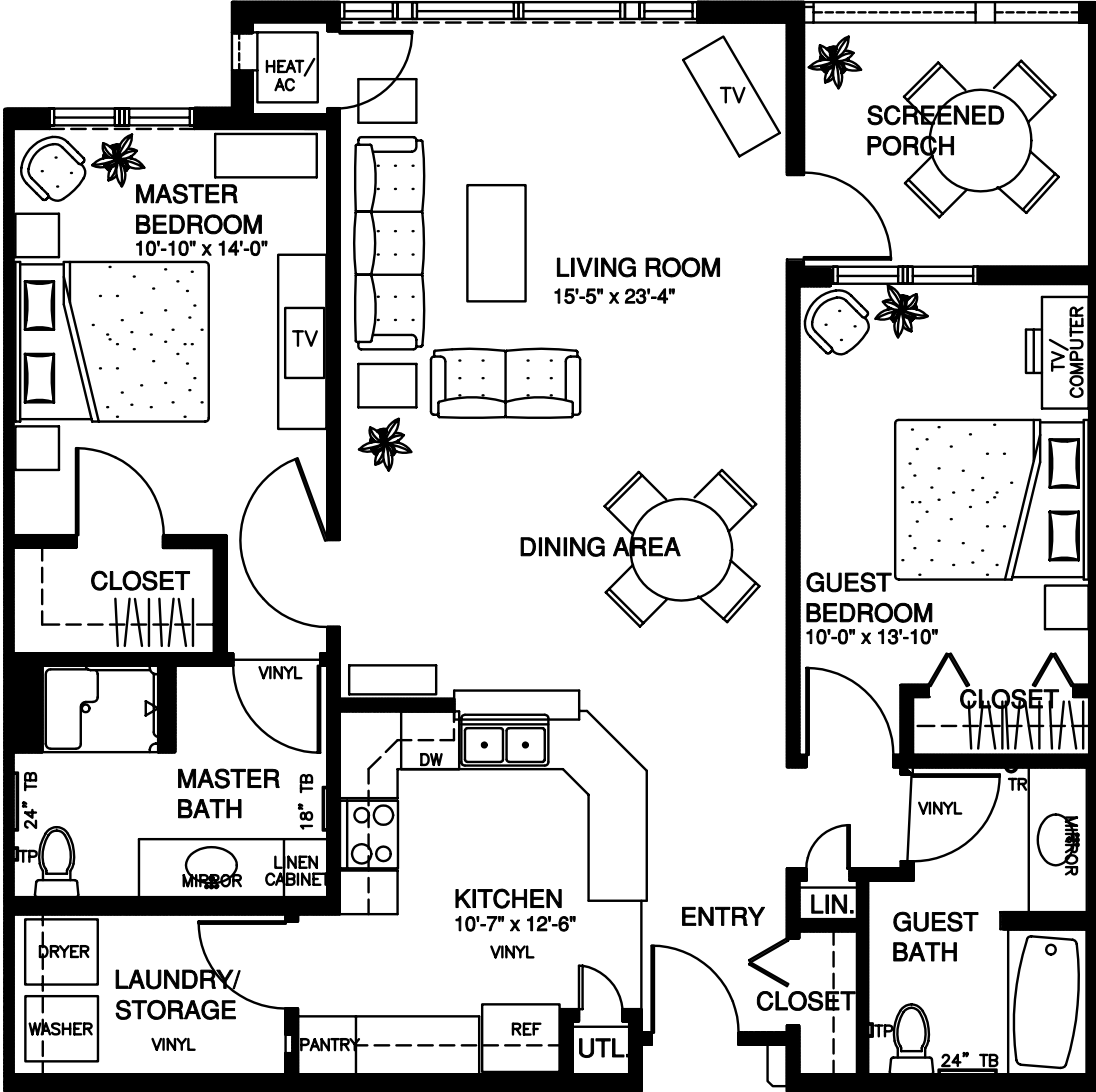 HEAT/
AC
TV
SCREENED
PORCH
MASTER
BEDROOM
10'-10" x 14'-0"
LIVING ROOM
15'-5" x 23'-4"
TV
TV/
COMPUTER
DINING AREA
CLOSET
GUEST
BEDROOM
10'-0" x 13'-10"
VINYL
CLOSET
DW
MASTER
BATH
24" TB
18" TB
TR
VINYL
MIRROR
TP
LINEN
CABINET
MIRROR
KITCHEN
10'-7" x 12'-6"
VINYL
ENTRY
LIN.
GUEST
BATH
DRYER
LAUNDRY/
STORAGE
WASHER
VINYL
CLOSET
PANTRY
REF
UTL.
TP
24" TB